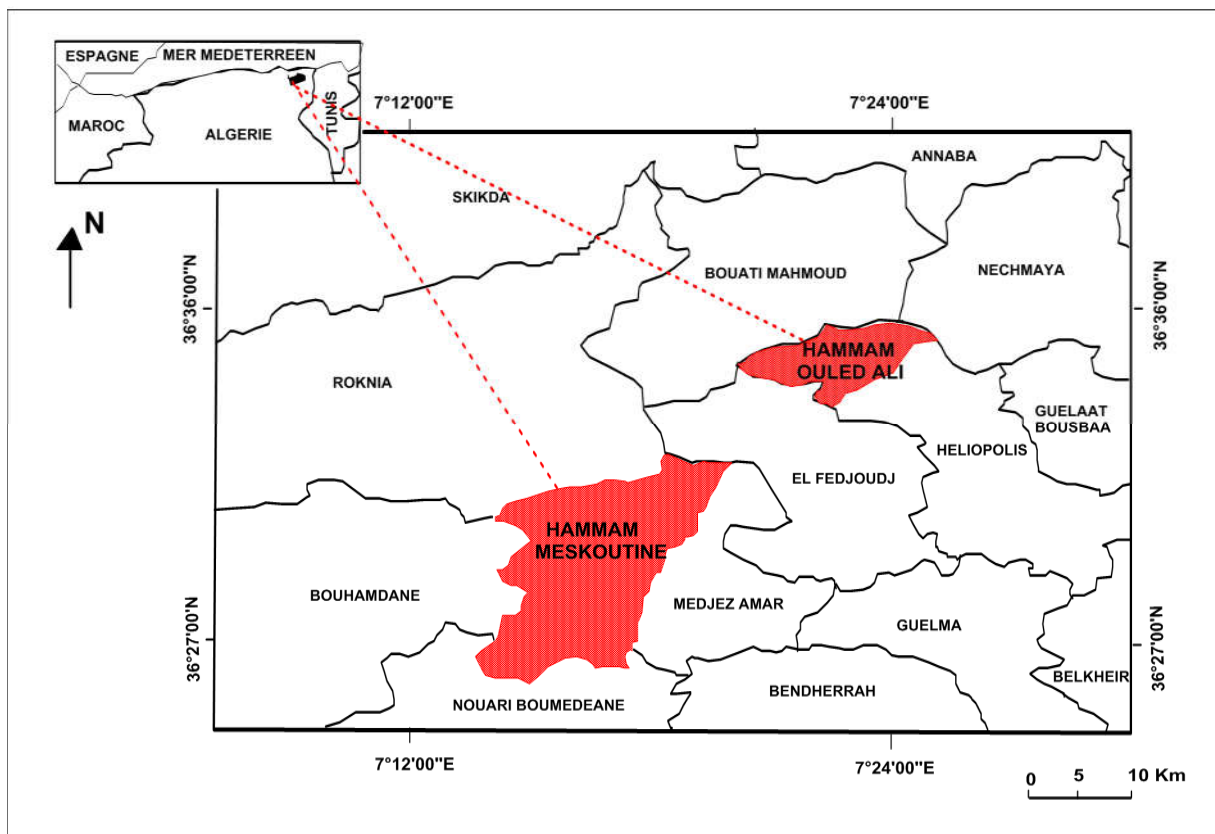 ESPAGNE
MER MEDETERREEN
MAROC
ALGERIE
TUNIS
N
7°12'00"E
7°24'00"E
36°36'00"N
36°36'00"N
36°27'00'N
36°27'00'N
ANNABA
SKIKDA
BOUATI MAHMOUD
NECHMAYA
HAMMAM
OULED ALI
ROKNIA
GUELAAT
BOUSBAA
HELIOPOLIS
EL FEDJOUDJ
HAMMAM
MESKOUTINE
BOUHAMDANE
MEDJEZ AMAR
GUELMA
BELKHEIR
BENDHERRAH
NOUARI BOUMEDEANE
7°12'00"E
7°24'00"E
0 5 10 Km